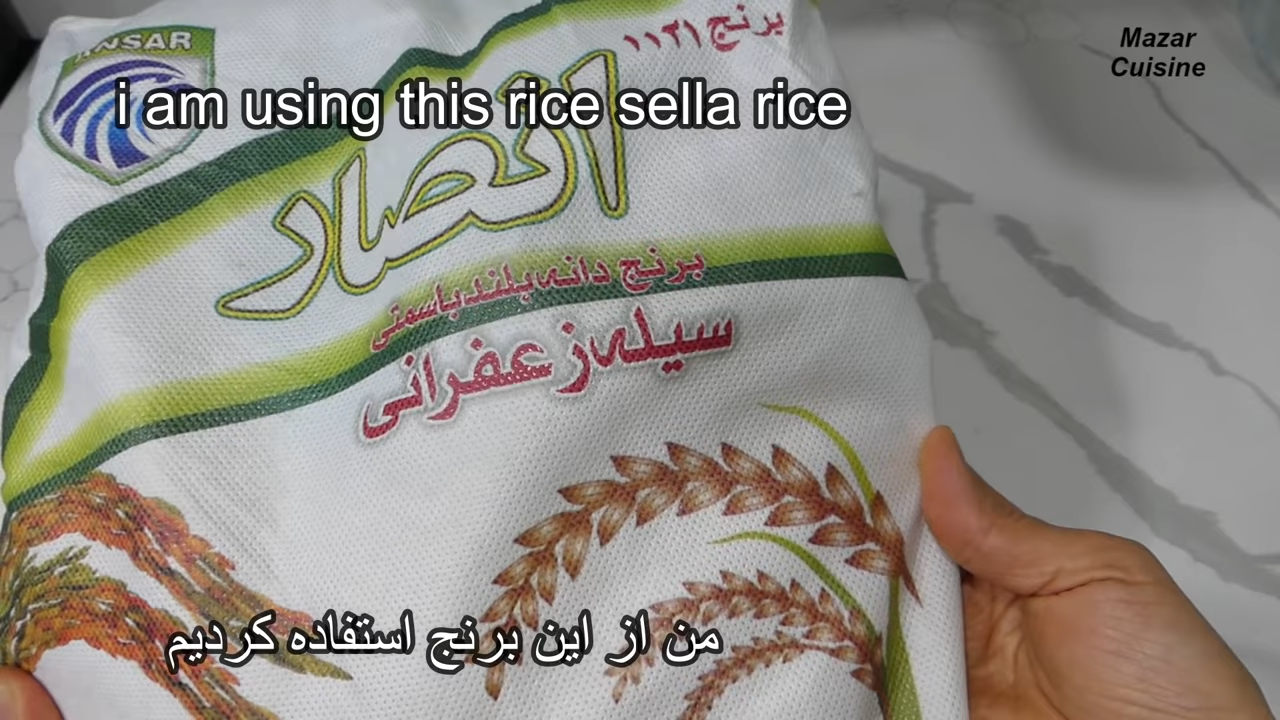 ANSAR
برنج ۱۱۲۱
Mazar
Cuisine
i am using this rice sella rice
انصار
برنج دانه بلند باسمتی
سیله زعفرانی
من از این برنج استفاده کردیم